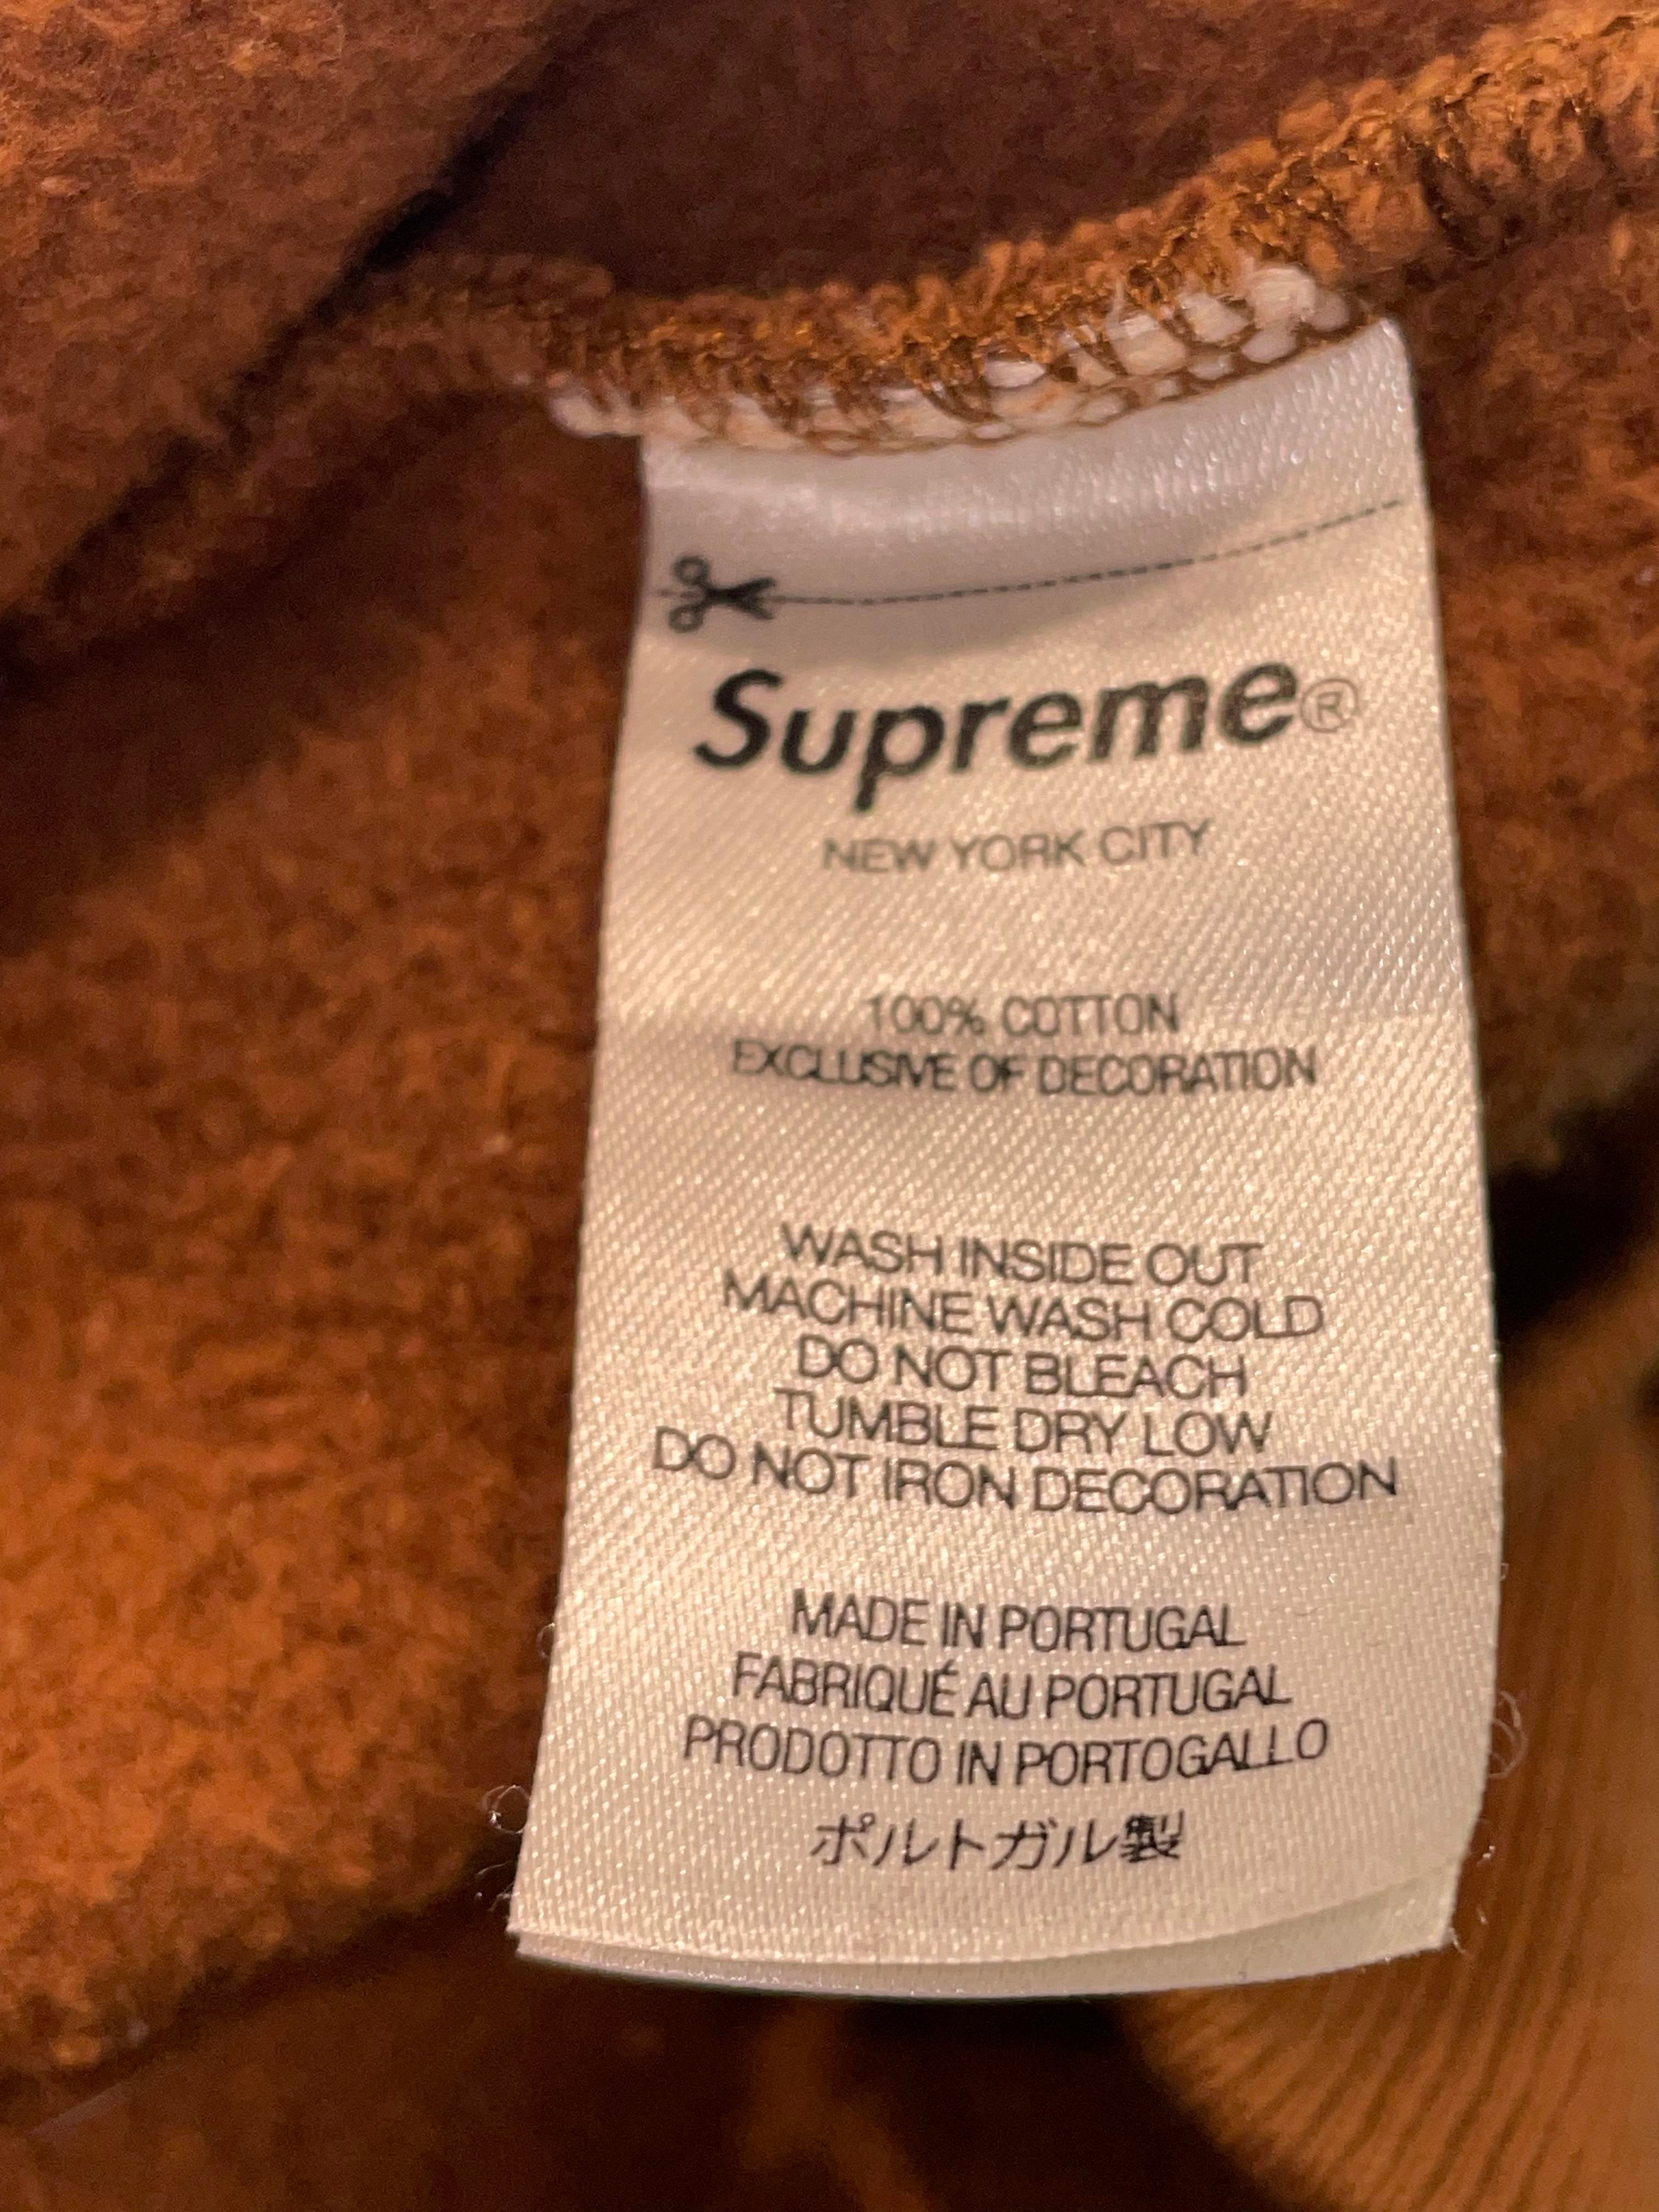 Supreme®
NEW YORK CITY
100% COTTON
EXCLUSIVE OF DECORATION
WASH INSIDE OUT
MACHINE WASH COLD
DO NOT BLEACH
TUMBLE DRY LOW
DO NOT IRON DECORATION
MADE IN PORTUGAL
FABRIQUÉ AU PORTUGAL
PRODOTTO IN PORTOGALLO
ポルトガル製